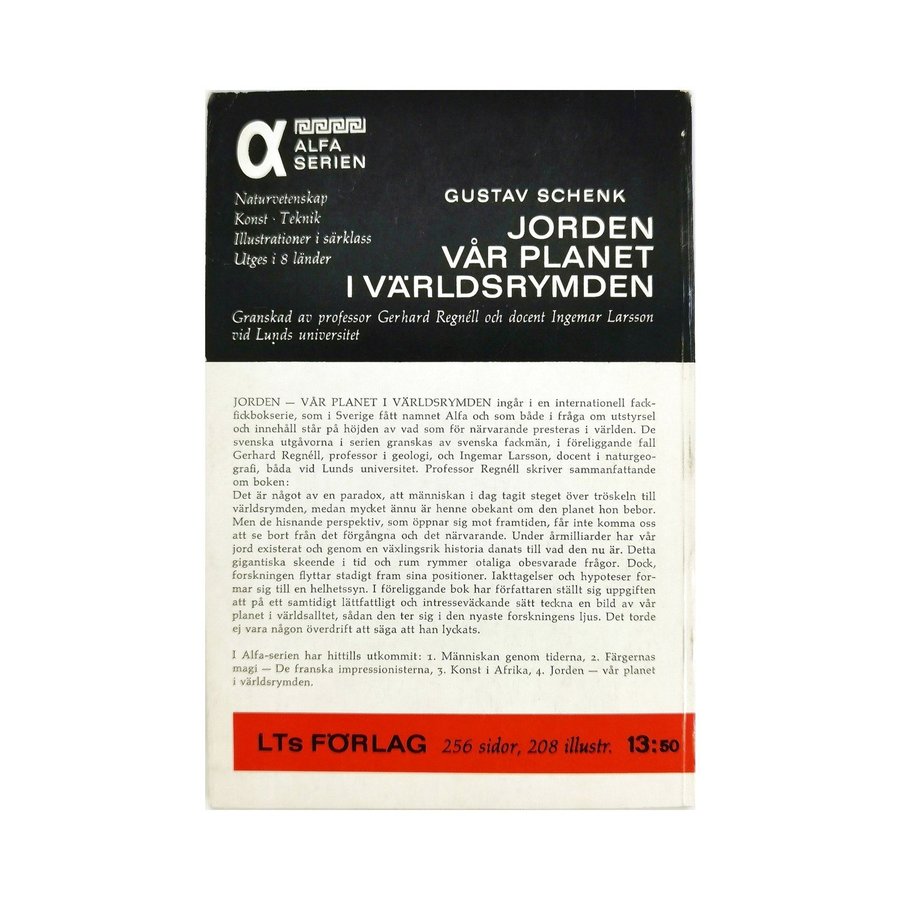 α ALFA
SERIEN
Naturvetenskap
Konst · Teknik
Illustrationer i särklass
Utges i 8 länder
GUSTAV SCHENK
JORDEN
VÅR PLANET
I VÄRLDSRYMDEN
Granskad av professor Gerhard Regnéll och docent Ingemar Larsson
vid Lunds universitet
JORDEN — VÅR PLANET I VÄRLDSRYMDEN ingår i en internationell fack-
fickbokserie, som i Sverige fått namnet Alfa och som både i fråga om utstyrsel
och innehåll står på höjden av vad som för närvarande presteras i världen. De
svenska utgåvorna i serien granskas av svenska fackmän, i föreliggande fall
Gerhard Regnéll, professor i geologi, och Ingemar Larsson, docent i naturgeo-
grafi, båda vid Lunds universitet. Professor Regnéll skriver sammanfattande
om boken:
Det är något av en paradox, att människan i dag tagit steget över tröskeln till
världsrymden, medan mycket ännu är henne obekant om den planet hon bebor.
Men de hisnande perspektiv, som öppnar sig mot framtiden, får inte komma oss
att se bort från det förgångna och det närvarande. Under årmilliarder har vår
jord existerat och genom en växlingsrik historia danats till vad den nu är. Detta
gigantiska skeende i tid och rum rymmer otaliga obesvarade frågor. Dock,
forskningen flyttar stadigt fram sina positioner. Iakttagelser och hypoteser for-
mar sig till en helhetssyn. I föreliggande bok har författaren ställt sig uppgiften
att på ett samtidigt lättfattligt och intresseväckande sätt teckna en bild av vår
planet i världsalltet, sådan den ter sig i den nyaste forskningens ljus. Det torde
ej vara någon överdrift att säga att han lyckats.
I Alfa-serien har hittills utkommit: 1. Människan genom tiderna, 2. Färgernas
magi — De franska impressionisterna, 3. Konst i Afrika, 4. Jorden — vår planet
i världsrymden.
LTs FÖRLAG 256 sidor, 208 illustr. 13:50